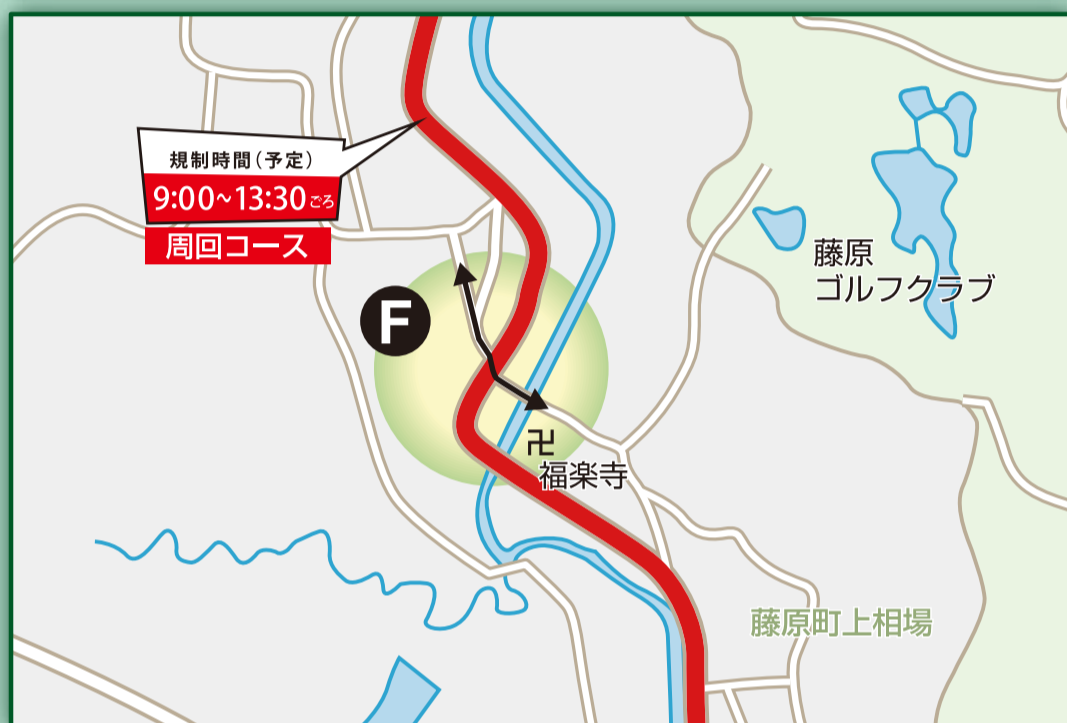 規制時間(予定)
9:00~13:30ごろ
周回コース
F
藤原
ゴルフクラブ
卍
福楽寺
藤原町上相場